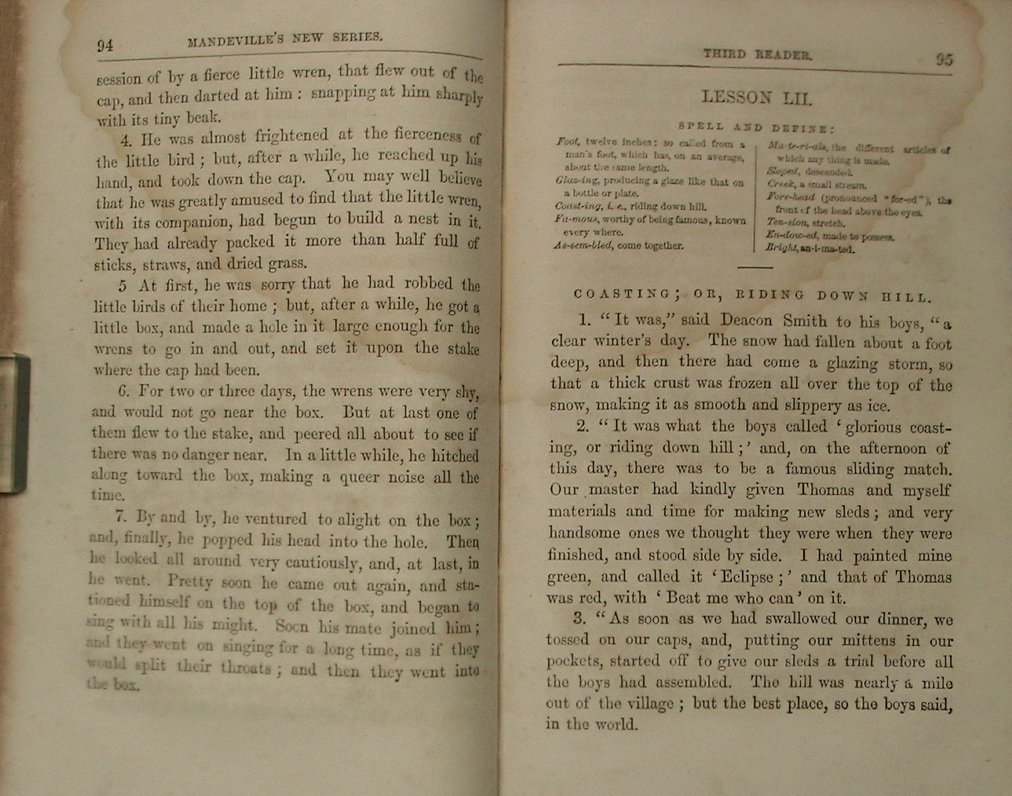 94 MANDEVILLE'S NEW SERIES.
session of by a fierce little wren, that flew out of the
cap, and then darted at him : snapping at him sharply
with its tiny beak.
4. He was almost frightened at the fierceness of
the little bird ; but, after a while, he reached up his
hand, and took down the cap. You may well believe
that he was greatly amused to find that the little wren,
with its companion, had begun to build a nest in it.
They had already packed it more than half full of
sticks, straws, and dried grass.
5 At first, he was sorry that he had robbed the
little birds of their home ; but, after a while, he got a
little box, and made a hole in it large enough for the
wrens to go in and out, and set it upon the stake
where the cap had been.
6. For two or three days, the wrens were very shy,
and would not go near the box. But at last one of
them flew to the stake, and peered all about to see if
there was no danger near. In a little while, he hitched
along toward the box, making a queer noise all the
time.
7. By and by, he ventured to alight on the box ;
and, finally, he popped his head into the hole. Then
he looked all around very cautiously, and, at last, in
he went. Pretty soon he came out again, and sta-
tioned himself on the top of the box, and began to
sing with all his might. Soon his mate joined him ;
and they went on singing for a long time, as if they
would split their throats ; and then they went into
the box.
THIRD READER. 95
LESSON LII.
SPELL AND DEFINE:
Foot, twelve inches: so called from a
man's foot, which has, on an average,
about the same length.
Glaz-ing, producing a glaze like that on
a bottle or plate.
Coast-ing, i. e., riding down hill.
Fa-mous, worthy of being famous, known
every where.
As-sem-bled, come together.
Ma-te-ri-als, the different articles of
which any thing is made.
Sloped, descended.
Creek, a small stream.
Fore-head (pronounced "for-ed"), the
front of the head above the eyes.
Ten-sion, stretch.
En-dow-ed, made to possess.
Bright, an-i-ma-ted.
COASTING; OR, RIDING DOWN HILL.
1. “ It was,” said Deacon Smith to his boys, “ a
clear winter's day. The snow had fallen about a foot
deep, and then there had come a glazing storm, so
that a thick crust was frozen all over the top of the
snow, making it as smooth and slippery as ice.
2. “ It was what the boys called ‘ glorious coast-
ing, or riding down hill ; ’ and, on the afternoon of
this day, there was to be a famous sliding match.
Our master had kindly given Thomas and myself
materials and time for making new sleds ; and very
handsome ones we thought they were when they were
finished, and stood side by side. I had painted mine
green, and called it ‘ Eclipse ; ’ and that of Thomas
was red, with ‘ Beat me who can ’ on it.
3. “ As soon as we had swallowed our dinner, we
tossed on our caps, and, putting our mittens in our
pockets, started off to give our sleds a trial before all
the boys had assembled. The hill was nearly a mile
out of the village ; but the best place, so the boys said,
in the world.